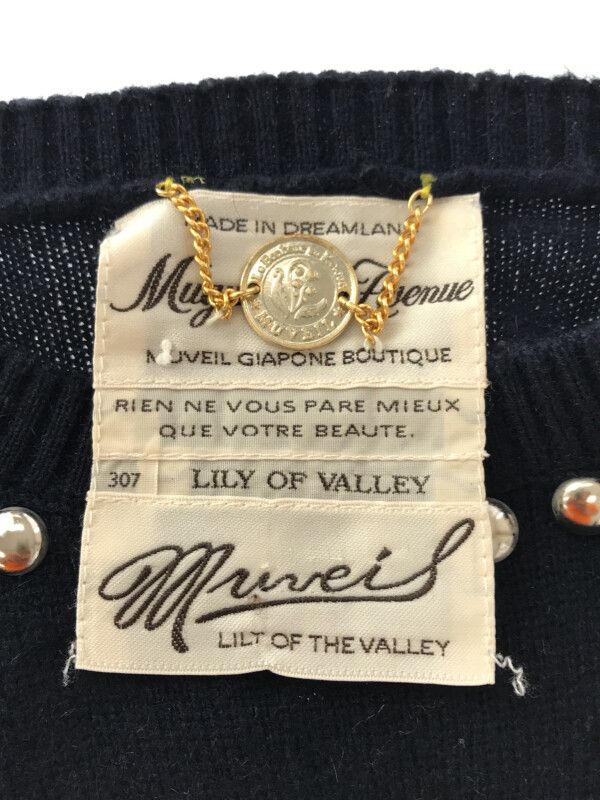 MADE IN DREAMLAND
Avenue
MUVEIL GIAPONE BOUTIQUE
RIEN NE VOUS PARE MIEUX
QUE VOTRE BEAUTE.
307 LILY OF VALLEY
Muveil
LILT OF THE VALLEY